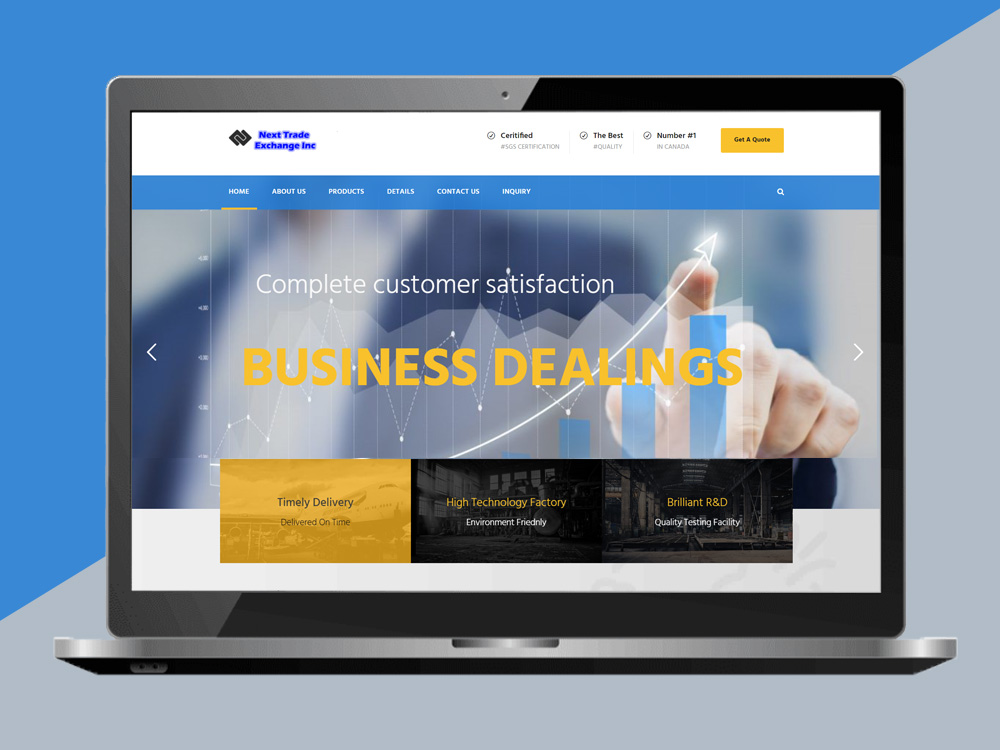 Next Trade
Exchange Inc
Ceritified
#SGS CERTIFICATION
The Best
#QUALITY
Number #1
IN CANADA
Get A Quote
HOME
ABOUT US
PRODUCTS
DETAILS
CONTACT US
INQUIRY
Complete customer satisfaction
BUSINESS DEALINGS
Timely Delivery
Delivered On Time
High Technology Factory
Environment Friednly
Brilliant R&D
Quality Testing Facility